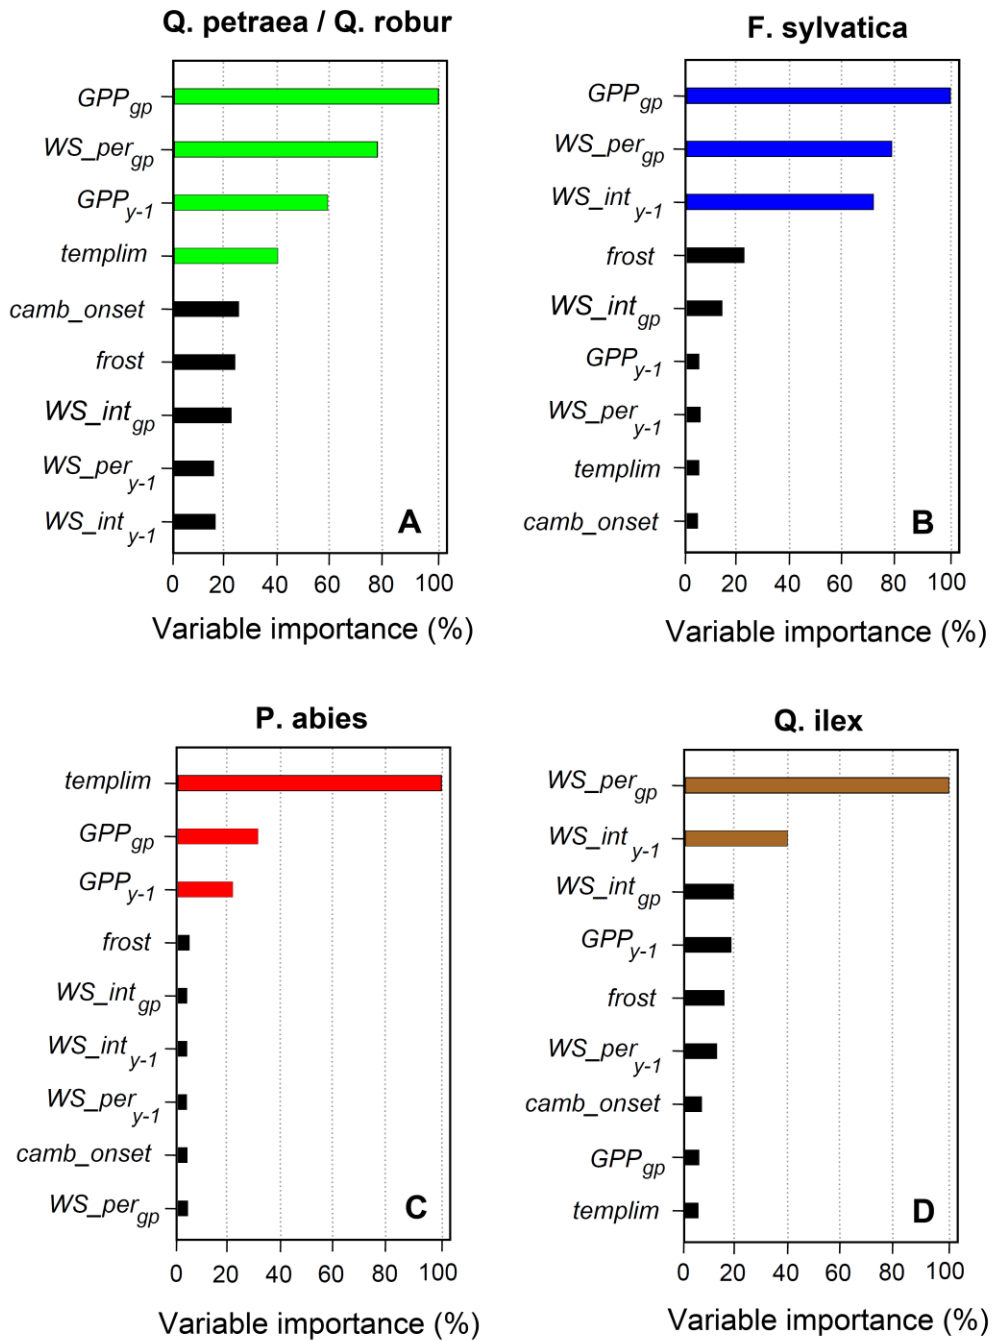 Q. petraea / Q. robur
GPPgp
WS_pergp
GPPy-1
templim
camb_onset
frost
WS_intgp
WS_pery-1
WS_inty-1
A
0 20 40 60 80 100
Variable importance (%)
F. sylvatica
GPPgp
WS_pergp
WS_inty-1
frost
WS_intgp
GPPy-1
WS_pery-1
templim
camb_onset
B
0 20 40 60 80 100
Variable importance (%)
P. abies
templim
GPPgp
GPPy-1
frost
WS_intgp
WS_inty-1
WS_pery-1
camb_onset
WS_pergp
C
0 20 40 60 80 100
Variable importance (%)
Q. ilex
WS_pergp
WS_inty-1
WS_intgp
GPPy-1
frost
WS_pery-1
camb_onset
GPPgp
templim
D
0 20 40 60 80 100
Variable importance (%)